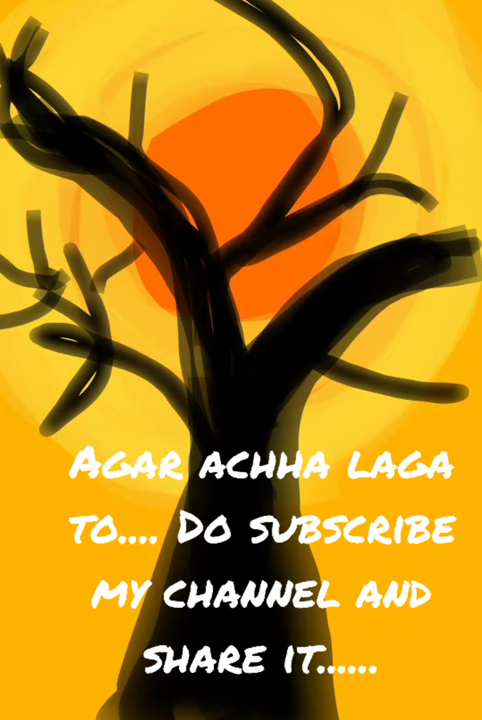 Agar achha laga
to.... Do subscribe
my channel and
share it......